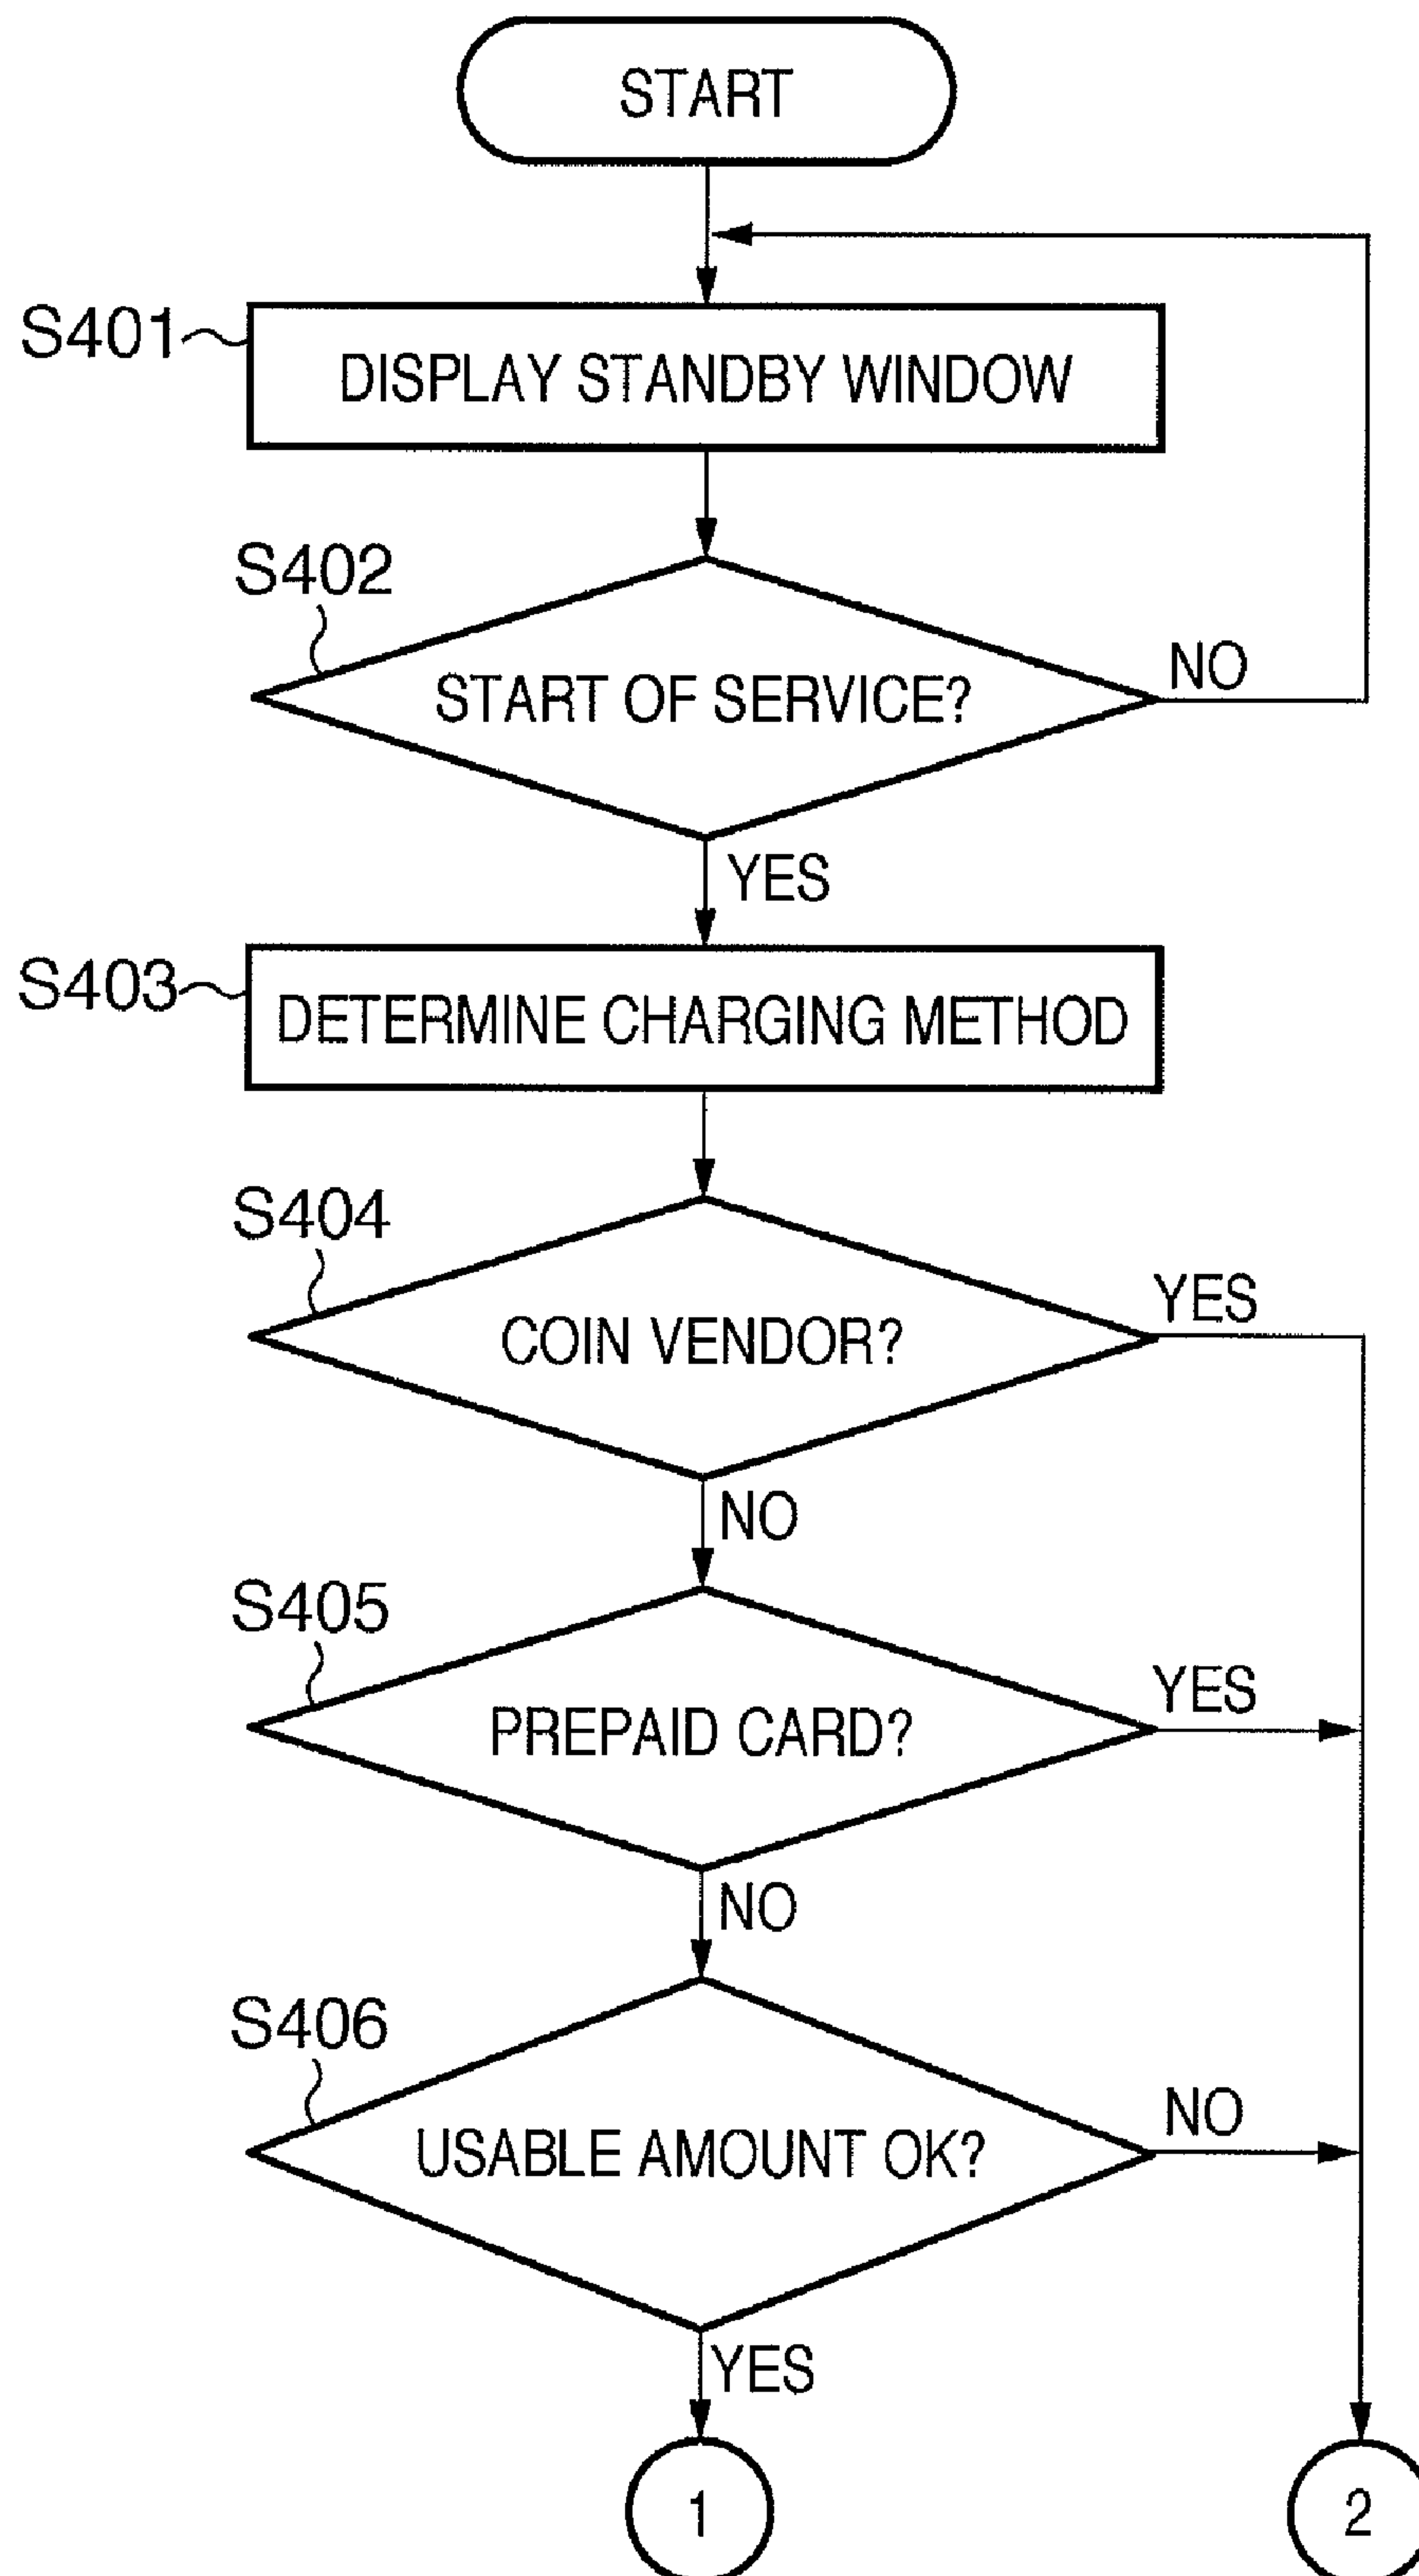 START
S401
DISPLAY STANDBY WINDOW
S402
START OF SERVICE?
NO
YES
S403
DETERMINE CHARGING METHOD
S404
COIN VENDOR?
YES
NO
S405
PREPAID CARD?
YES
NO
S406
USABLE AMOUNT OK?
NO
YES
1
2